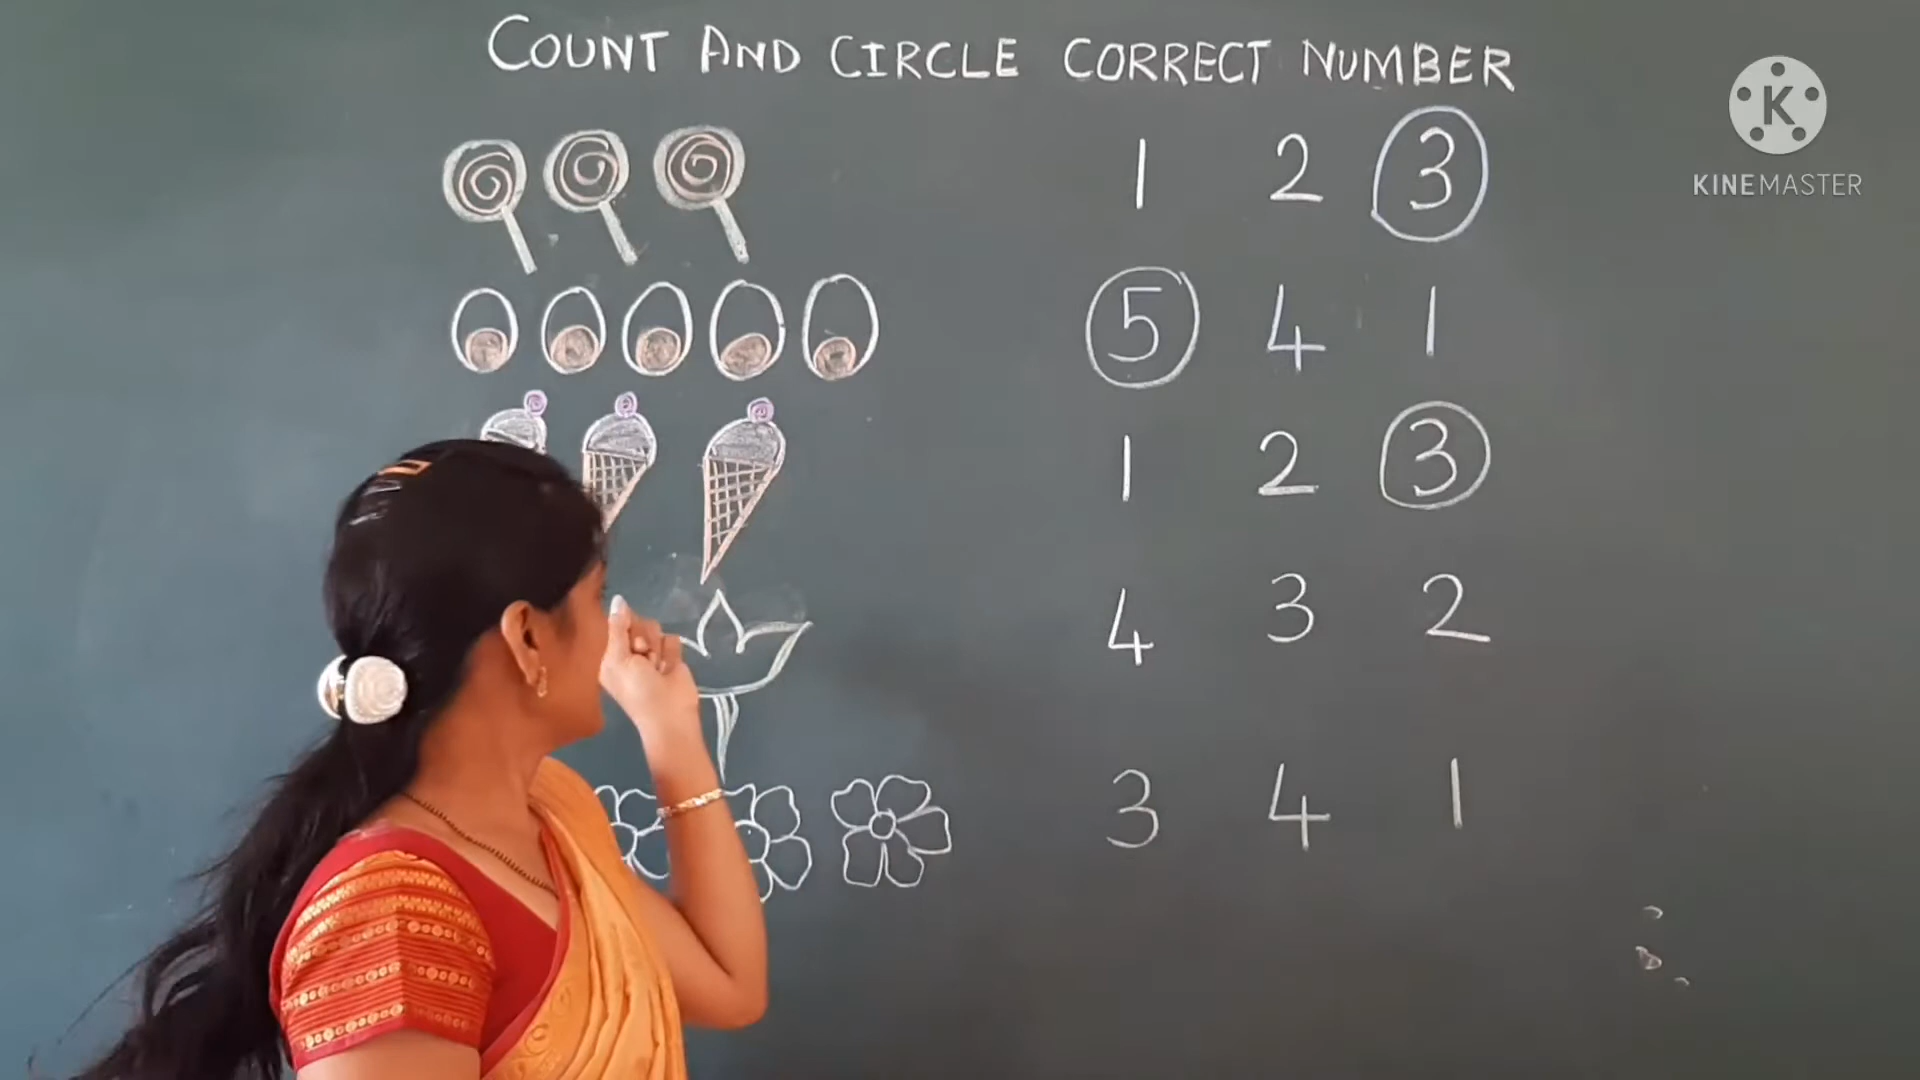 COUNT AND CIRCLE CORRECT NUMBER
1 2 3
5 4 1
1 2 3
4 3 2
3 4 1
K
KINEMASTER